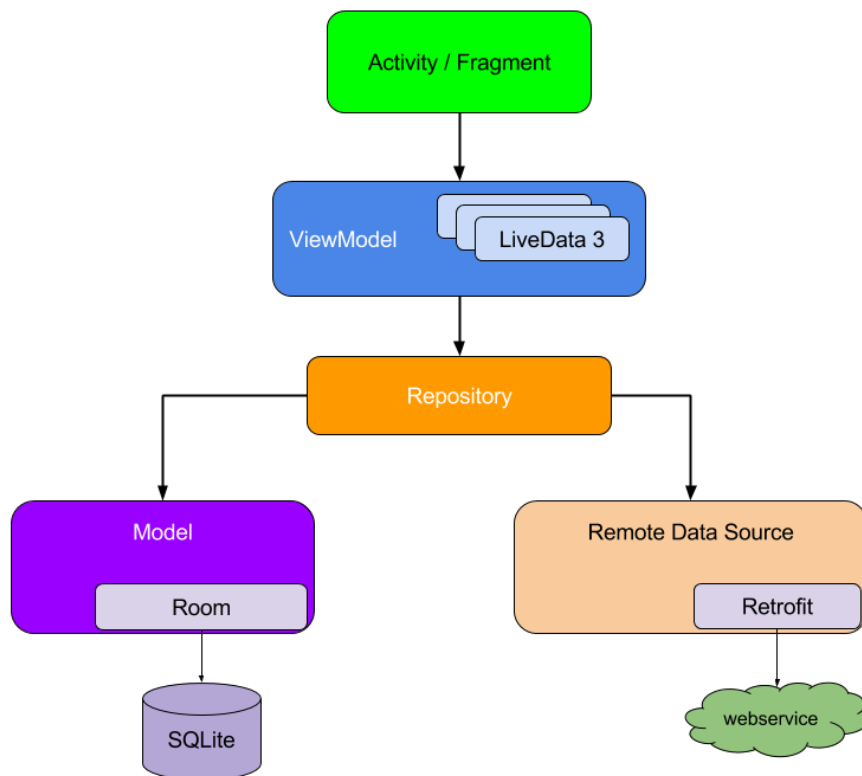 Activity / Fragment
ViewModel
LiveData 3
Repository
Model
Room
SQLite
Remote Data Source
Retrofit
webservice